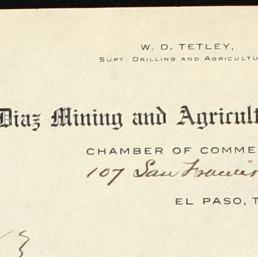 W. D. TETLEY,
SUPT. DRILLING AND AGRICULTU
Diaz Mining and Agricult
CHAMBER OF COMME
107 San Francis
EL PASO, T